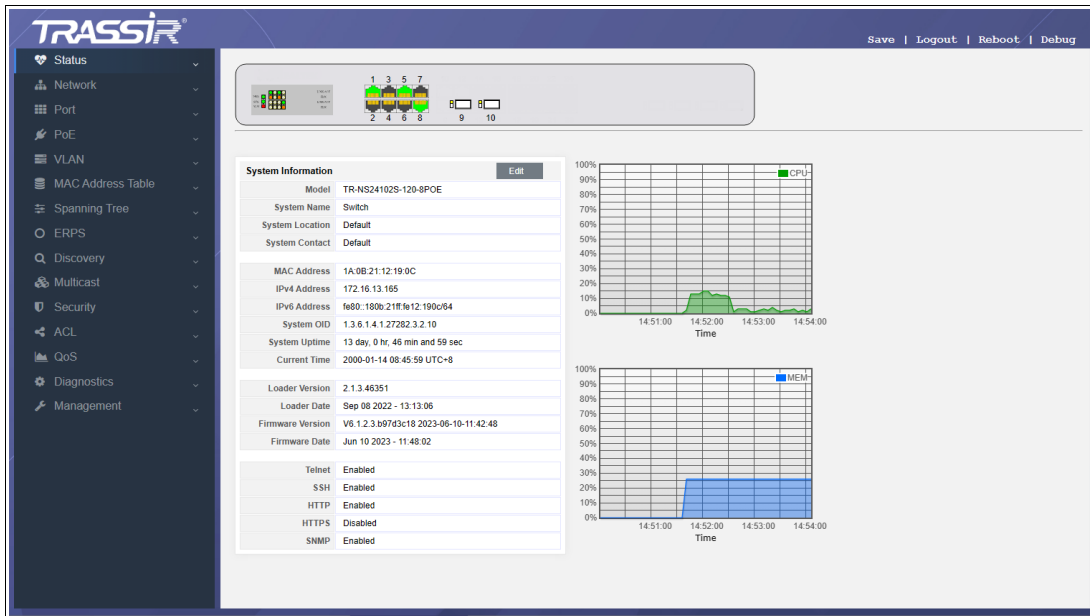 TRASSIR®
Save | Logout | Reboot | Debug
Status
Network
Port
PoE
VLAN
MAC Address Table
Spanning Tree
ERPS
Discovery
Multicast
Security
ACL
QoS
Diagnostics
Management
1 3 5 7
2 4 6 8 9 10
System Information Edit
Model TR-NS24102S-120-8POE
System Name Switch
System Location Default
System Contact Default
MAC Address 1A:0B:21:12:19:0C
IPv4 Address 172.16.13.165
IPv6 Address fe80::180b:21ff:fe12:190c/64
System OID 1.3.6.1.4.1.27282.3.2.10
System Uptime 13 day, 0 hr, 46 min and 59 sec
Current Time 2000-01-14 08:45:59 UTC+8
Loader Version 2.1.3.46351
Loader Date Sep 08 2022 - 13:13:06
Firmware Version V6.1.2.3.b97d3c18 2023-06-10-11:42:48
Firmware Date Jun 10 2023 - 11:48:02
Telnet Enabled
SSH Enabled
HTTP Enabled
HTTPS Disabled
SNMP Enabled
100%
CPU
90%
80%
70%
60%
50%
40%
30%
20%
10%
0%
14:51:00 14:52:00 14:53:00 14:54:00
Time
100%
MEM
90%
80%
70%
60%
50%
40%
30%
20%
10%
0%
14:51:00 14:52:00 14:53:00 14:54:00
Time